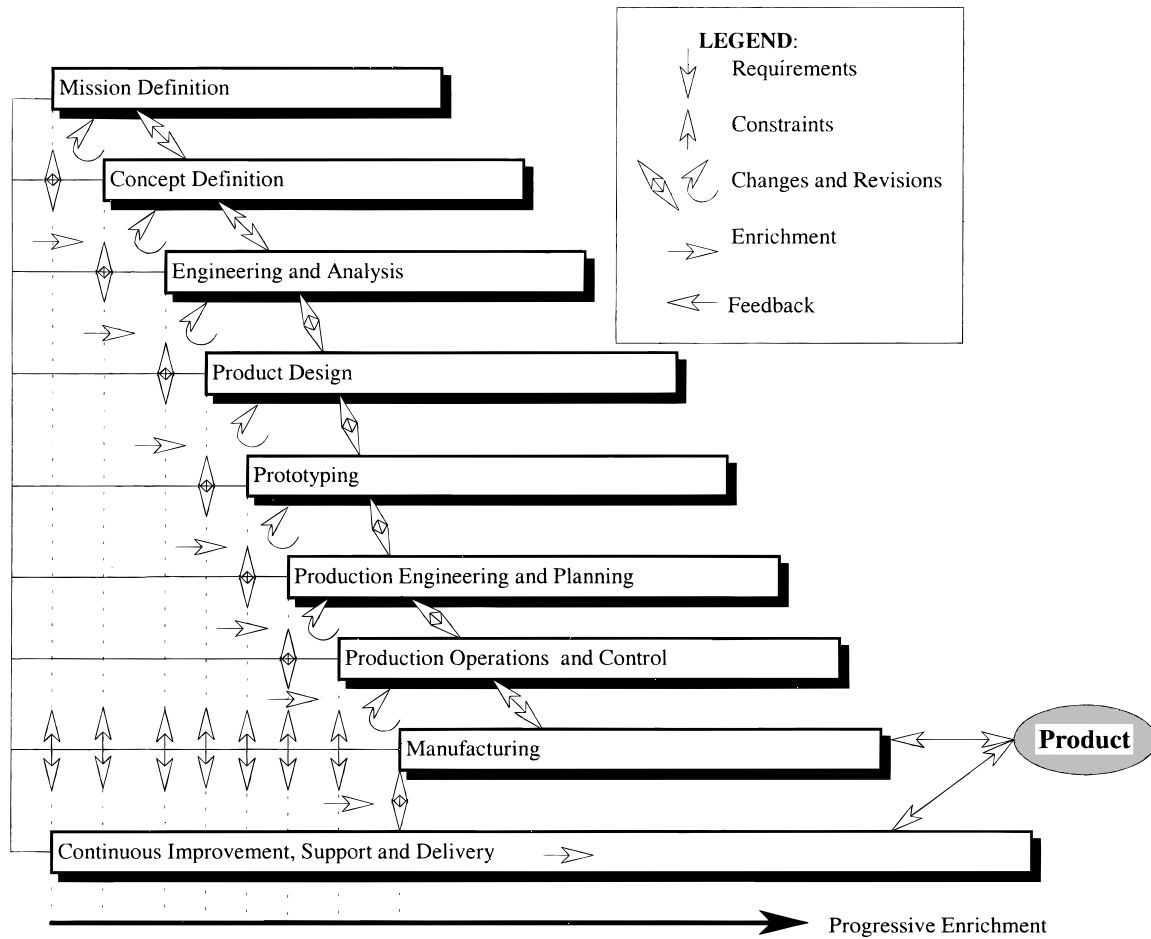 LEGEND:
Requirements
Constraints
Changes and Revisions
Enrichment
Feedback
Mission Definition
Concept Definition
Engineering and Analysis
Product Design
Prototyping
Production Engineering and Planning
Production Operations and Control
Manufacturing
Product
Continuous Improvement, Support and Delivery
Progressive Enrichment